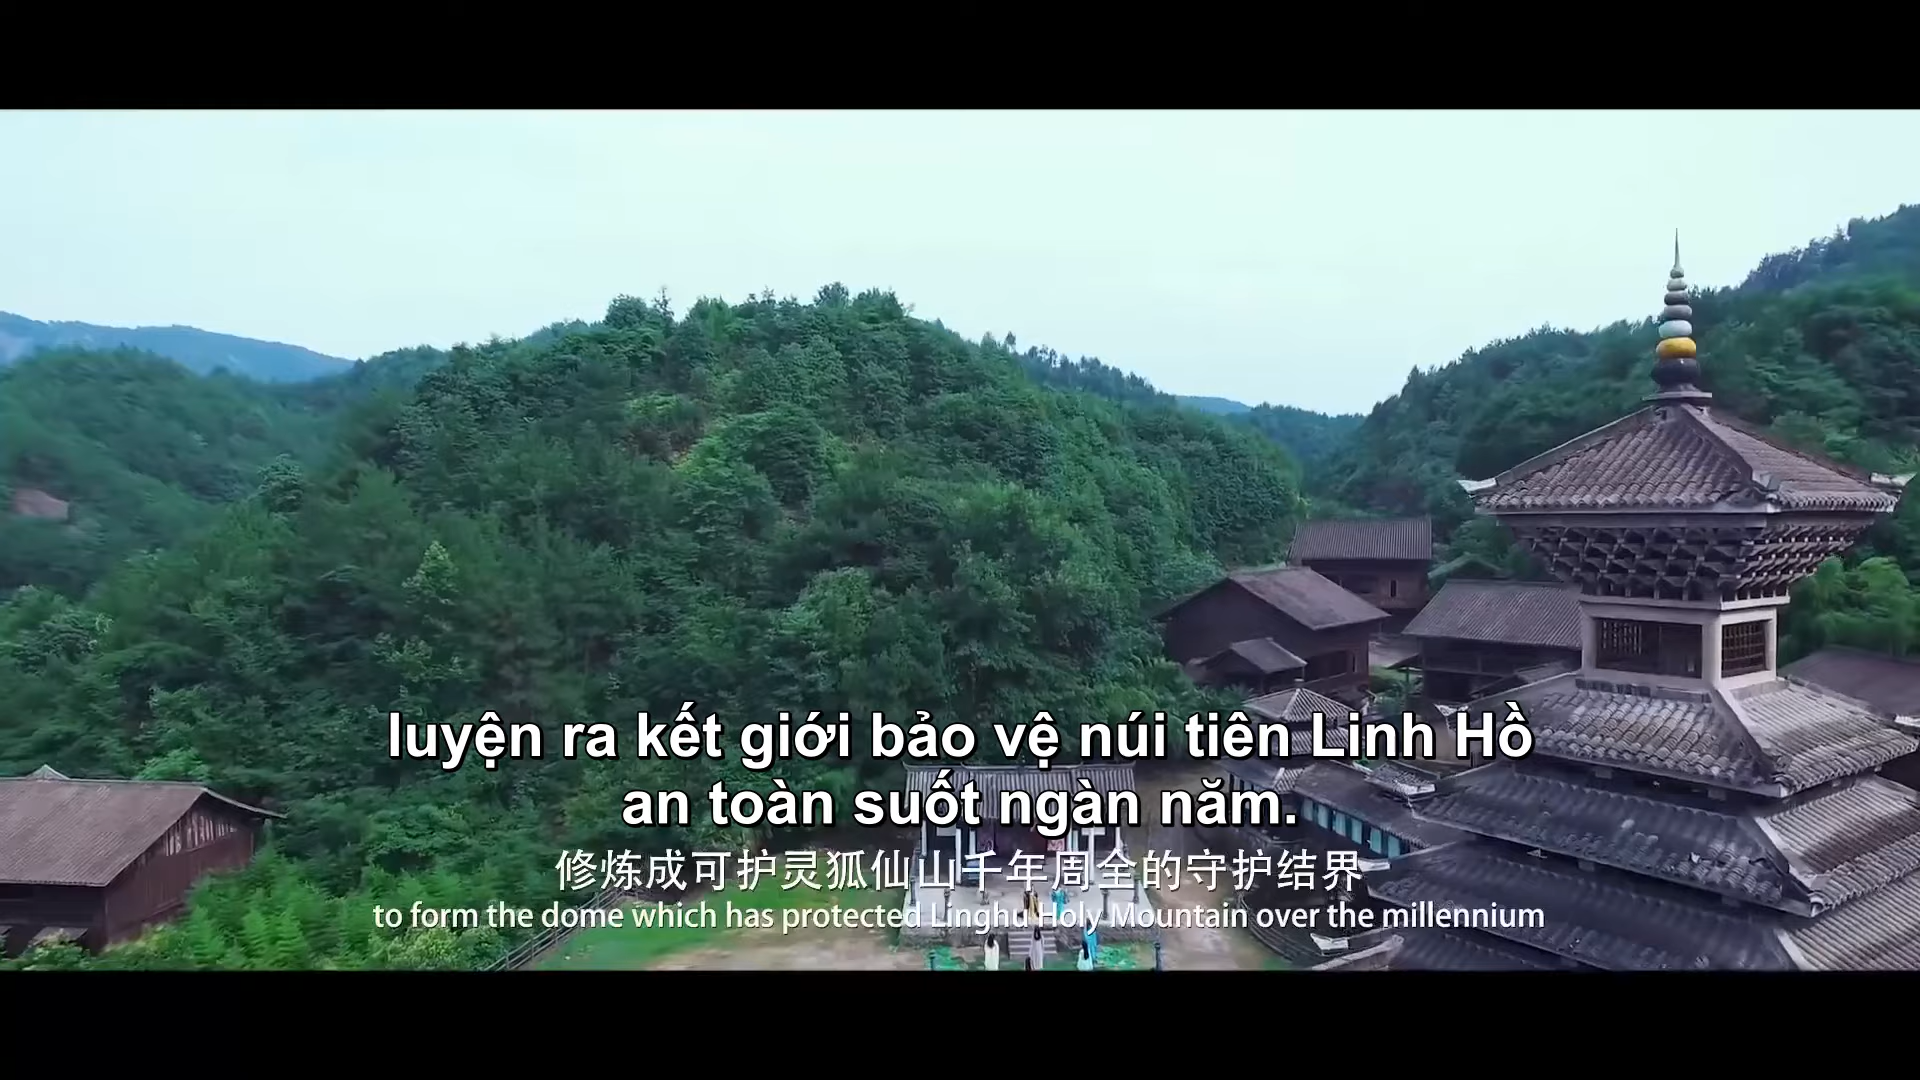 luyện ra kết giới bảo vệ núi tiên Linh Hồ
an toàn suốt ngàn năm.
修炼成可护灵狐仙山千年周全的守护结界
to form the dome which has protected Linghu Holy Mountain over the millennium